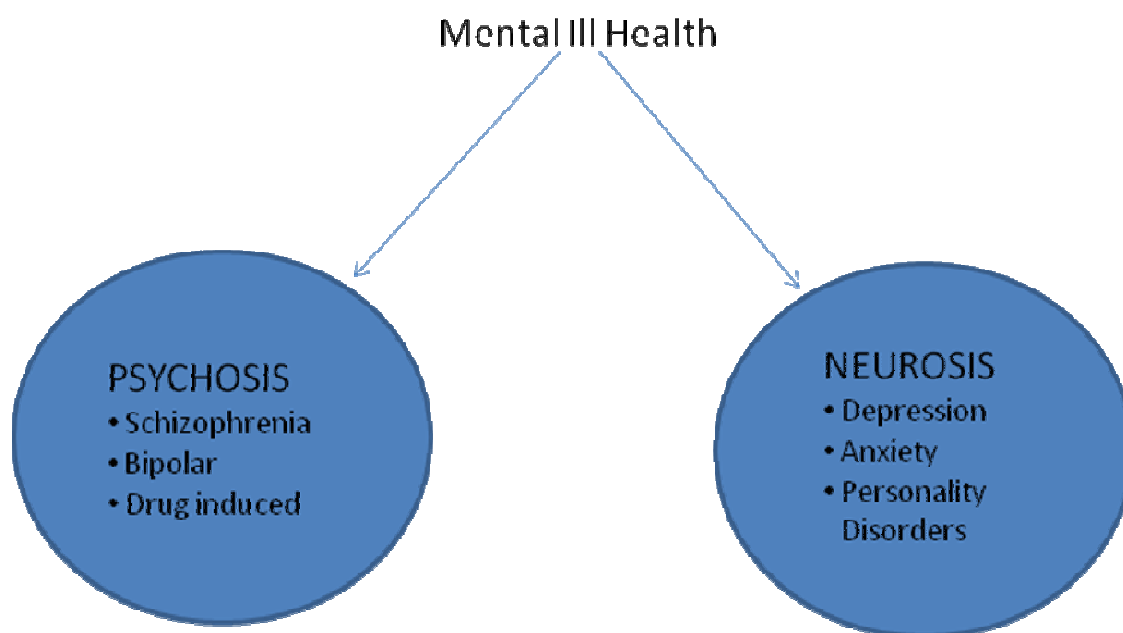 Mental Ill Health
PSYCHOSIS
• Schizophrenia
• Bipolar
• Drug induced
NEUROSIS
• Depression
• Anxiety
• Personality
Disorders